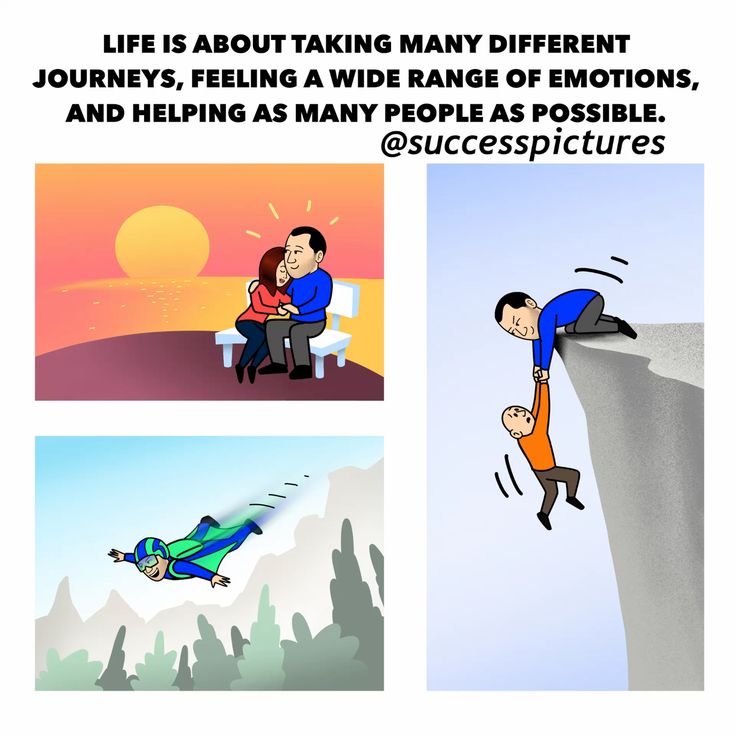 LIFE IS ABOUT TAKING MANY DIFFERENT
JOURNEYS, FEELING A WIDE RANGE OF EMOTIONS,
AND HELPING AS MANY PEOPLE AS POSSIBLE.
@successpictures